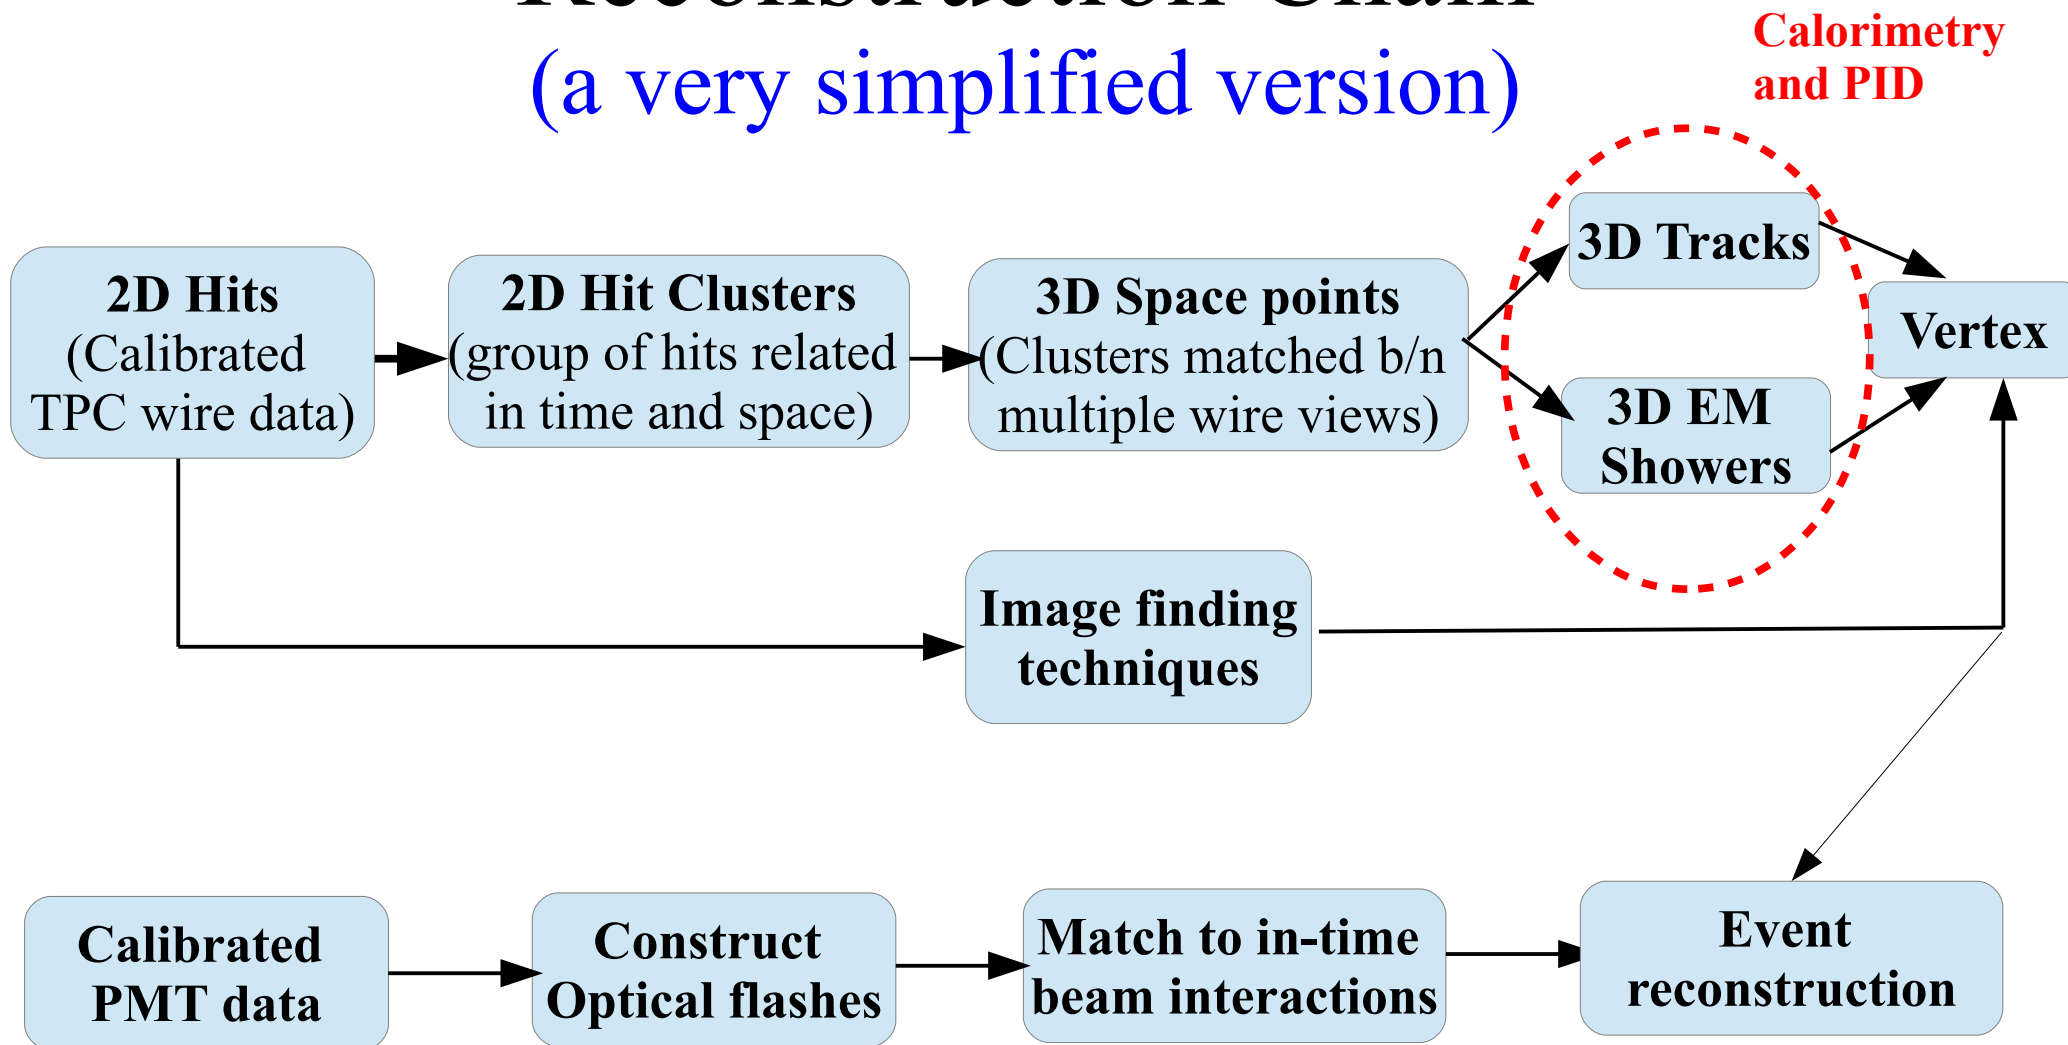 Reconstruction Chain
(a very simplified version)
Calorimetry
and PID
2D Hits
(Calibrated
TPC wire data)
2D Hit Clusters
(group of hits related
in time and space)
3D Space points
(Clusters matched b/n
multiple wire views)
3D Tracks
3D EM
Showers
Vertex
Image finding
techniques
Calibrated
PMT data
Construct
Optical flashes
Match to in-time
beam interactions
Event
reconstruction